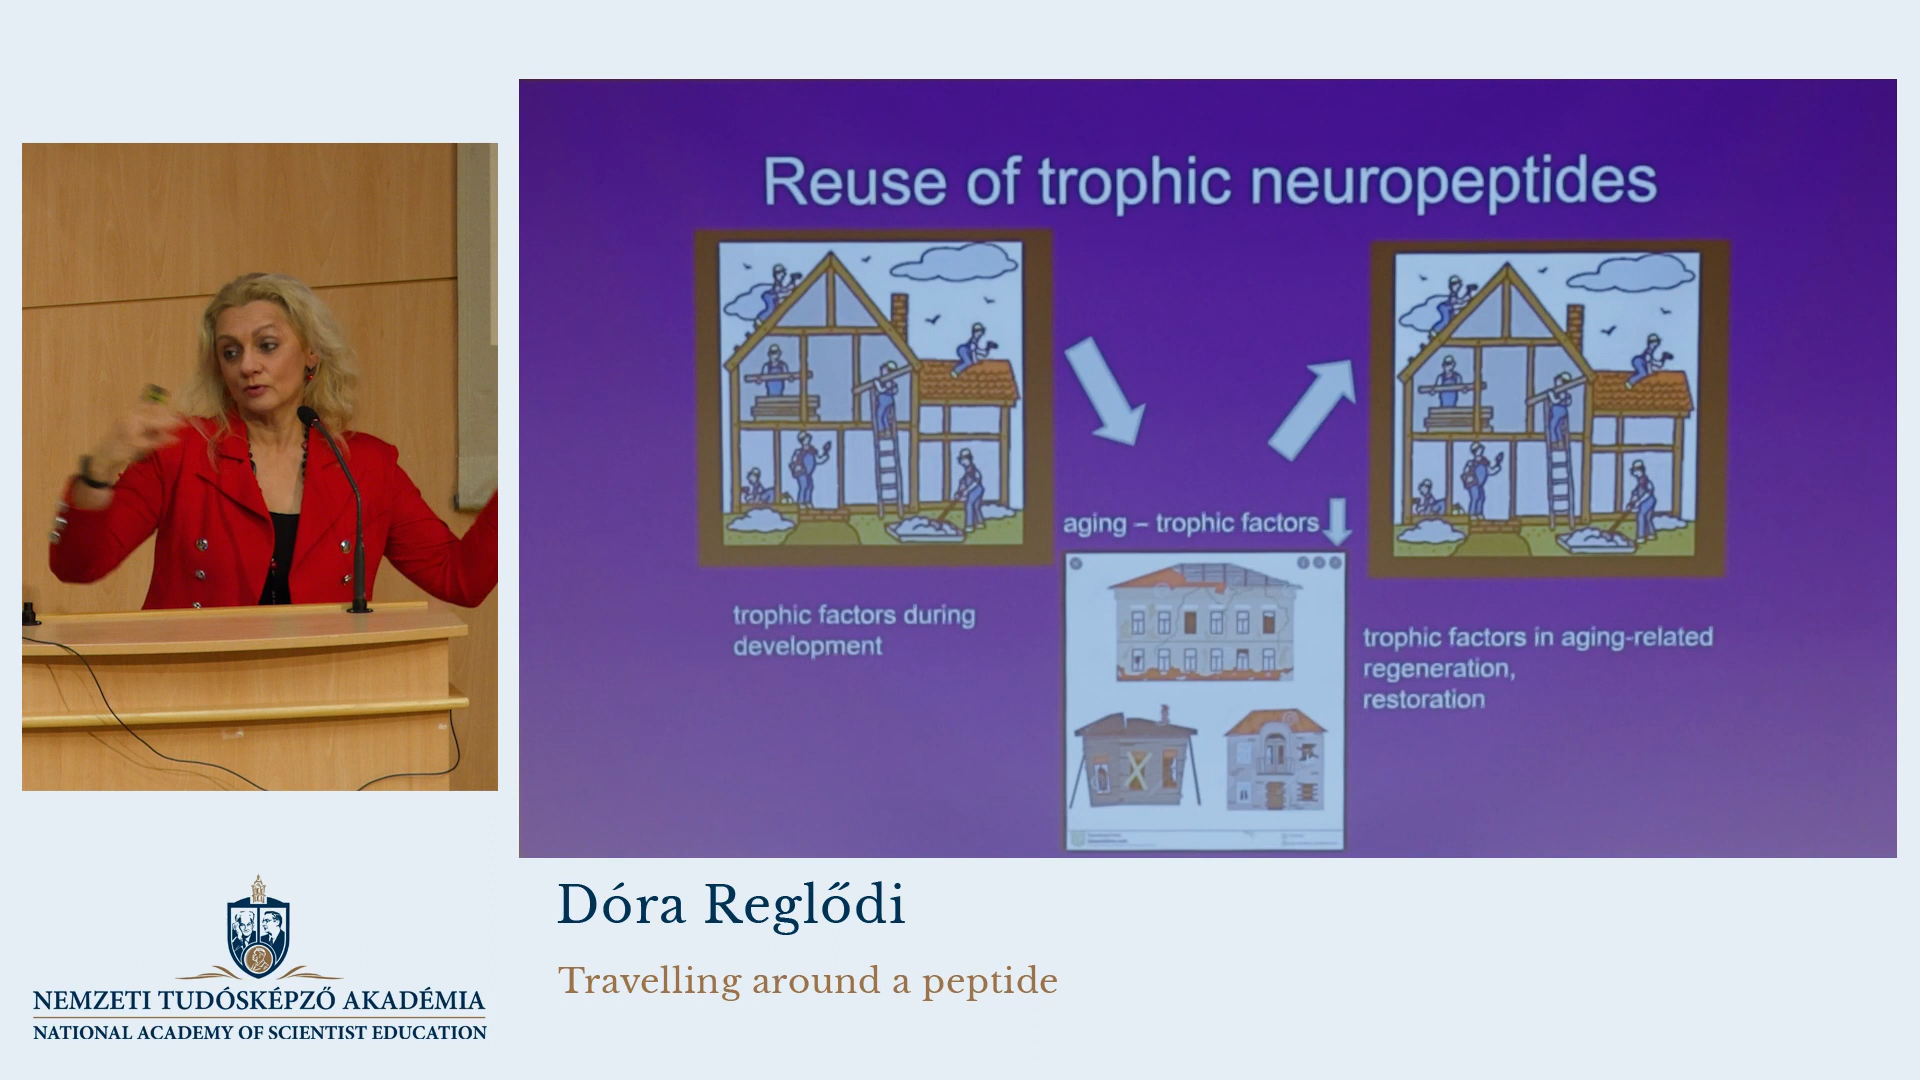 Reuse of trophic neuropeptides
aging – trophic factors
trophic factors during
development
trophic factors in aging-related
regeneration,
restoration
Dóra Reglődi
Travelling around a peptide
NEMZETI TUDÓSKÉPZŐ AKADÉMIA
NATIONAL ACADEMY OF SCIENTIST EDUCATION